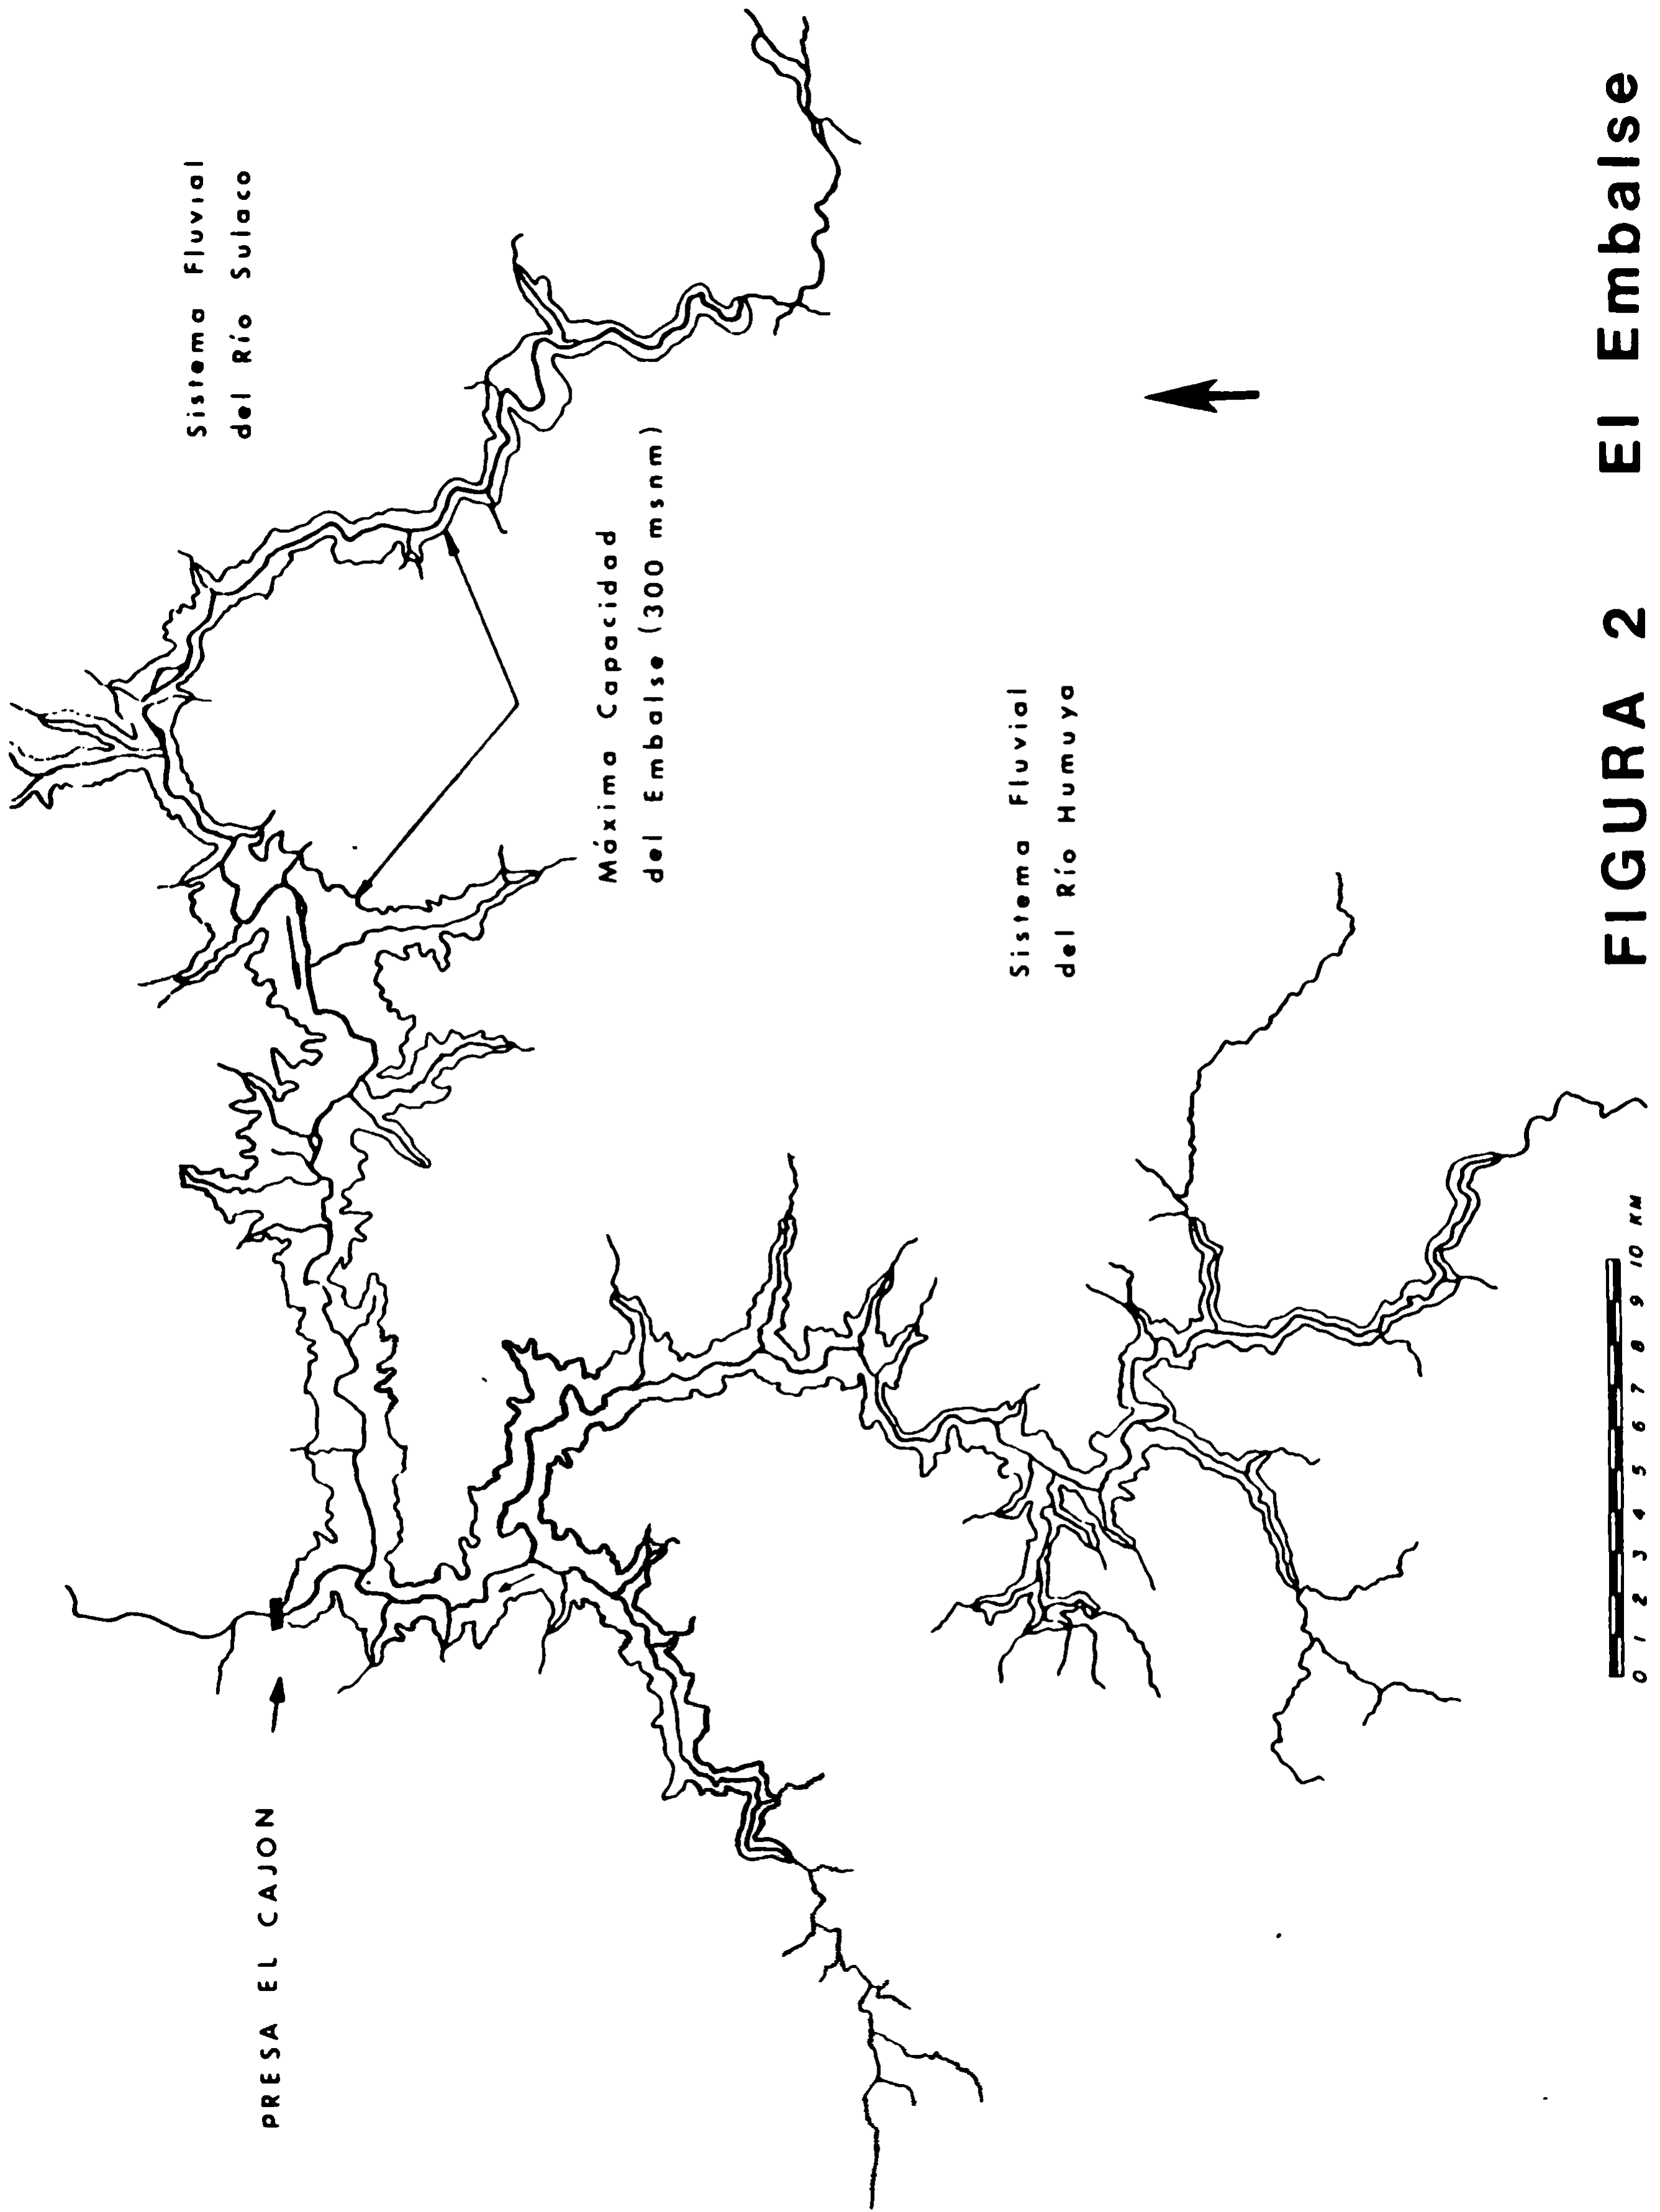 PRESA EL CAJON
Sistema Fluvial
del Río Sulaco
Máxima Capacidad
del Embalse (300 msnm)
Sistema Fluvial
del Río Humuya
0 1 2 3 4 5 6 7 8 9 10 KM
FIGURA 2 El Embalse